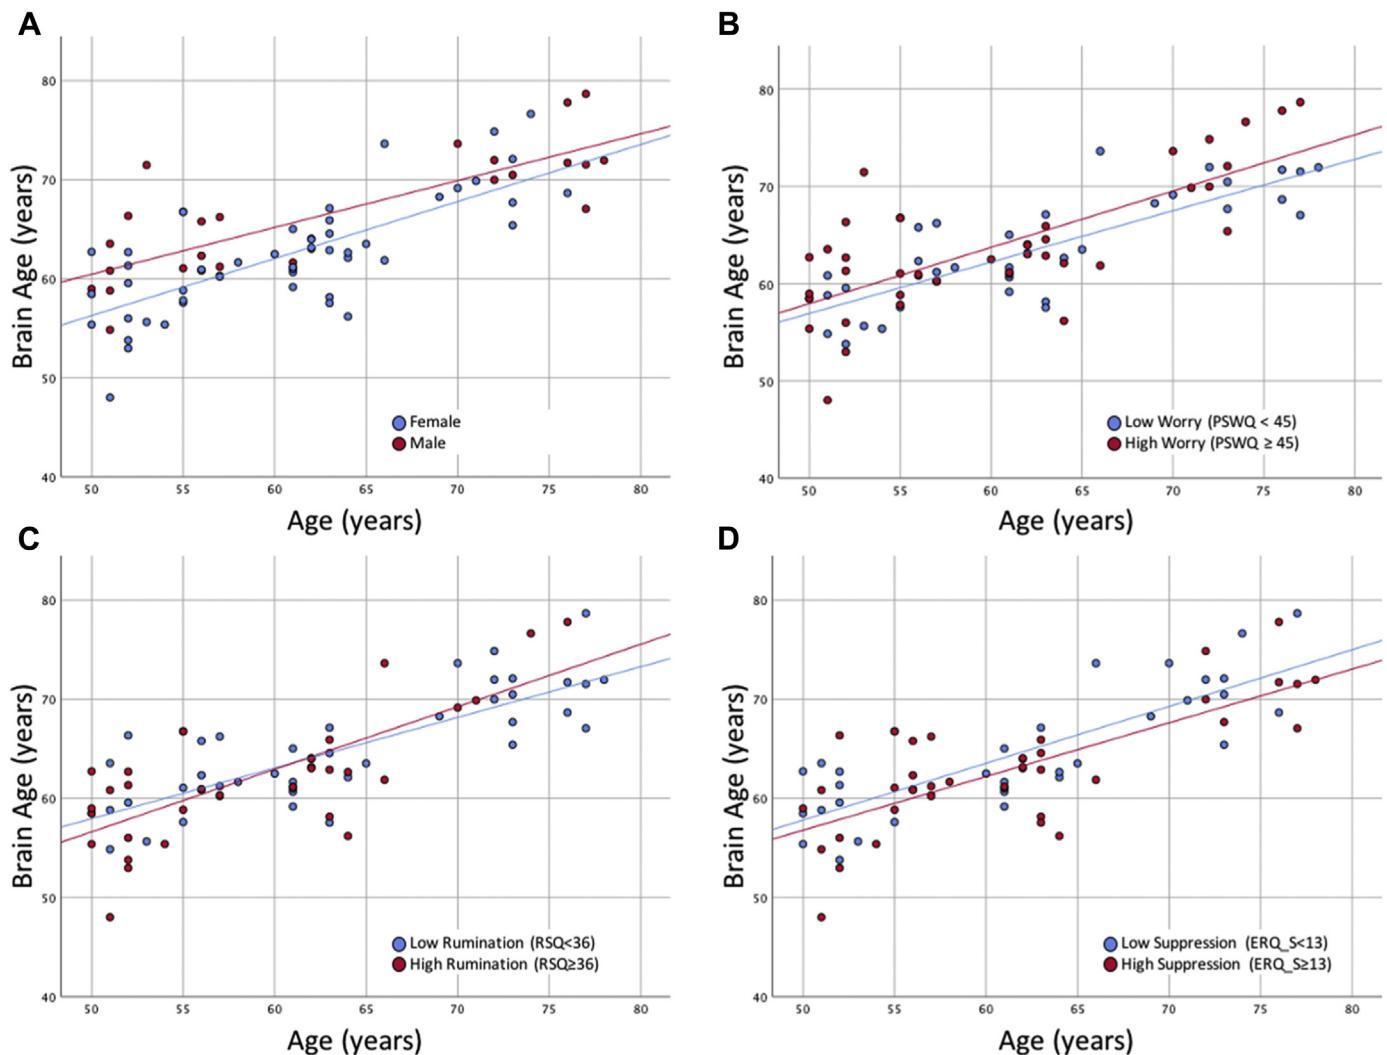 A
80
70
60
50
40
Brain Age (years)
50 55 60 65 70 75 80
Age (years)
Female
Male
B
80
70
60
50
40
Brain Age (years)
50 55 60 65 70 75 80
Age (years)
Low Worry (PSWQ < 45)
High Worry (PSWQ ≥ 45)
C
80
70
60
50
40
Brain Age (years)
50 55 60 65 70 75 80
Age (years)
Low Rumination (RSQ<36)
High Rumination (RSQ≥36)
D
80
70
60
50
40
Brain Age (years)
50 55 60 65 70 75 80
Age (years)
Low Suppression (ERQ_S<13)
High Suppression (ERQ_S≥13)